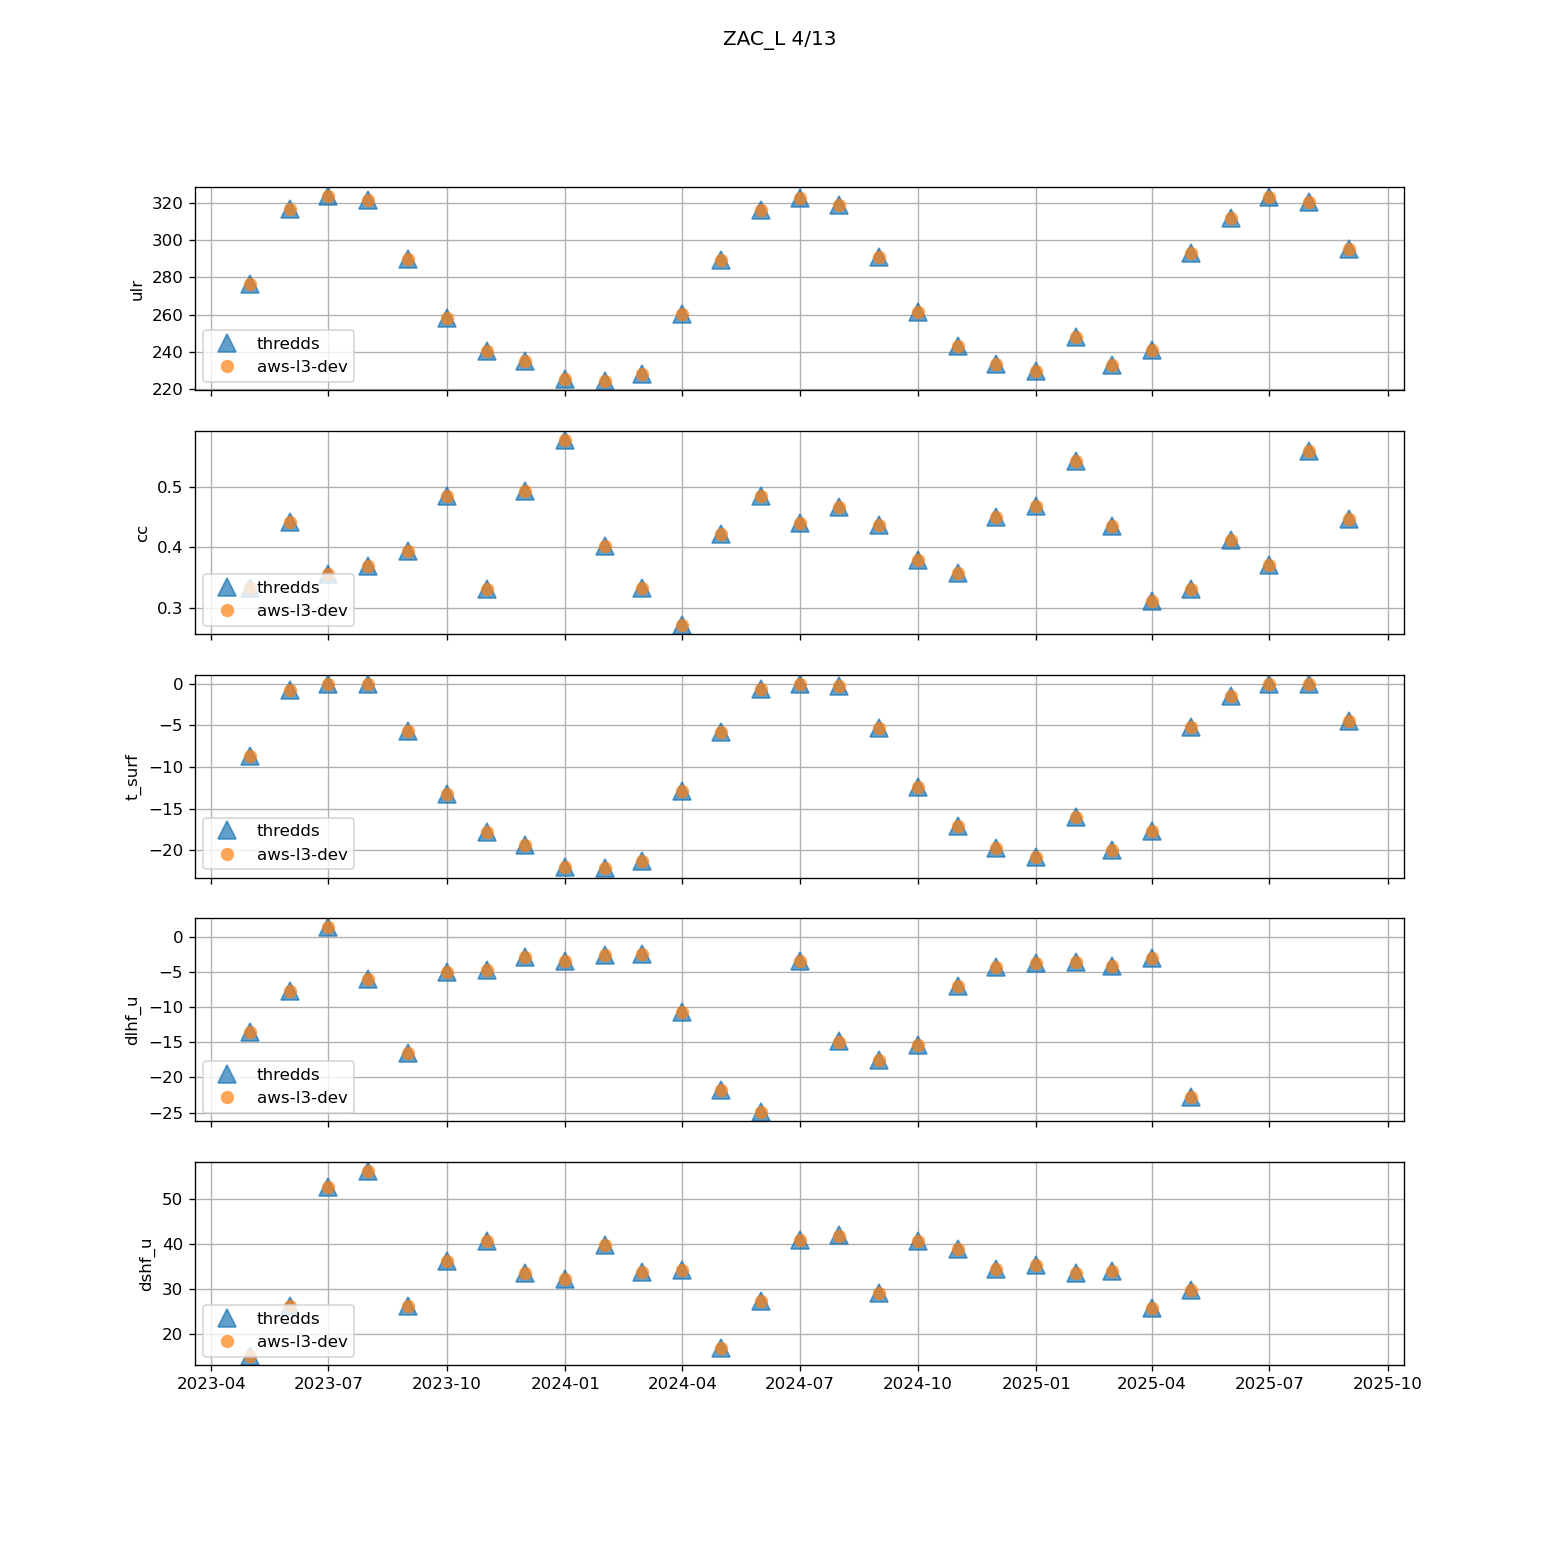 ZAC_L 4/13
320
300
280
260
240
220
ulr
thredds
aws-l3-dev
0.5
0.4
0.3
cc
thredds
aws-l3-dev
0
−5
−10
−15
−20
t_surf
thredds
aws-l3-dev
0
−5
−10
−15
−20
−25
dlhf_u
thredds
aws-l3-dev
50
40
30
20
dshf_u
thredds
aws-l3-dev
2023-04 2023-07 2023-10 2024-01 2024-04 2024-07 2024-10 2025-01 2025-04 2025-07 2025-10